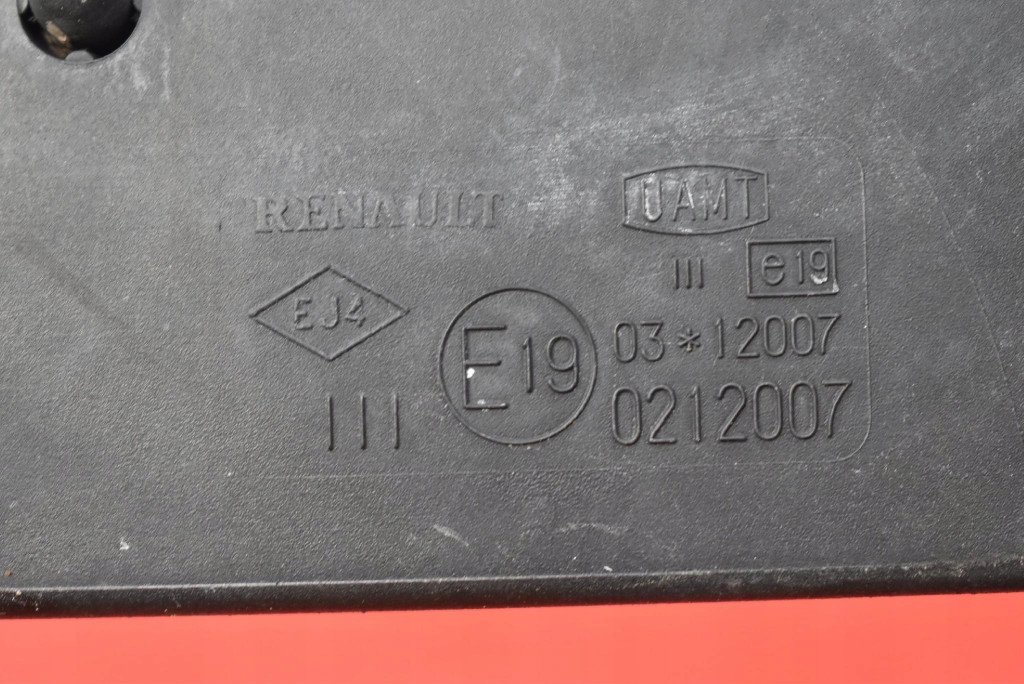 RENAULT
UAMT
III e19
EJ4
E19
03*12007
III
0212007